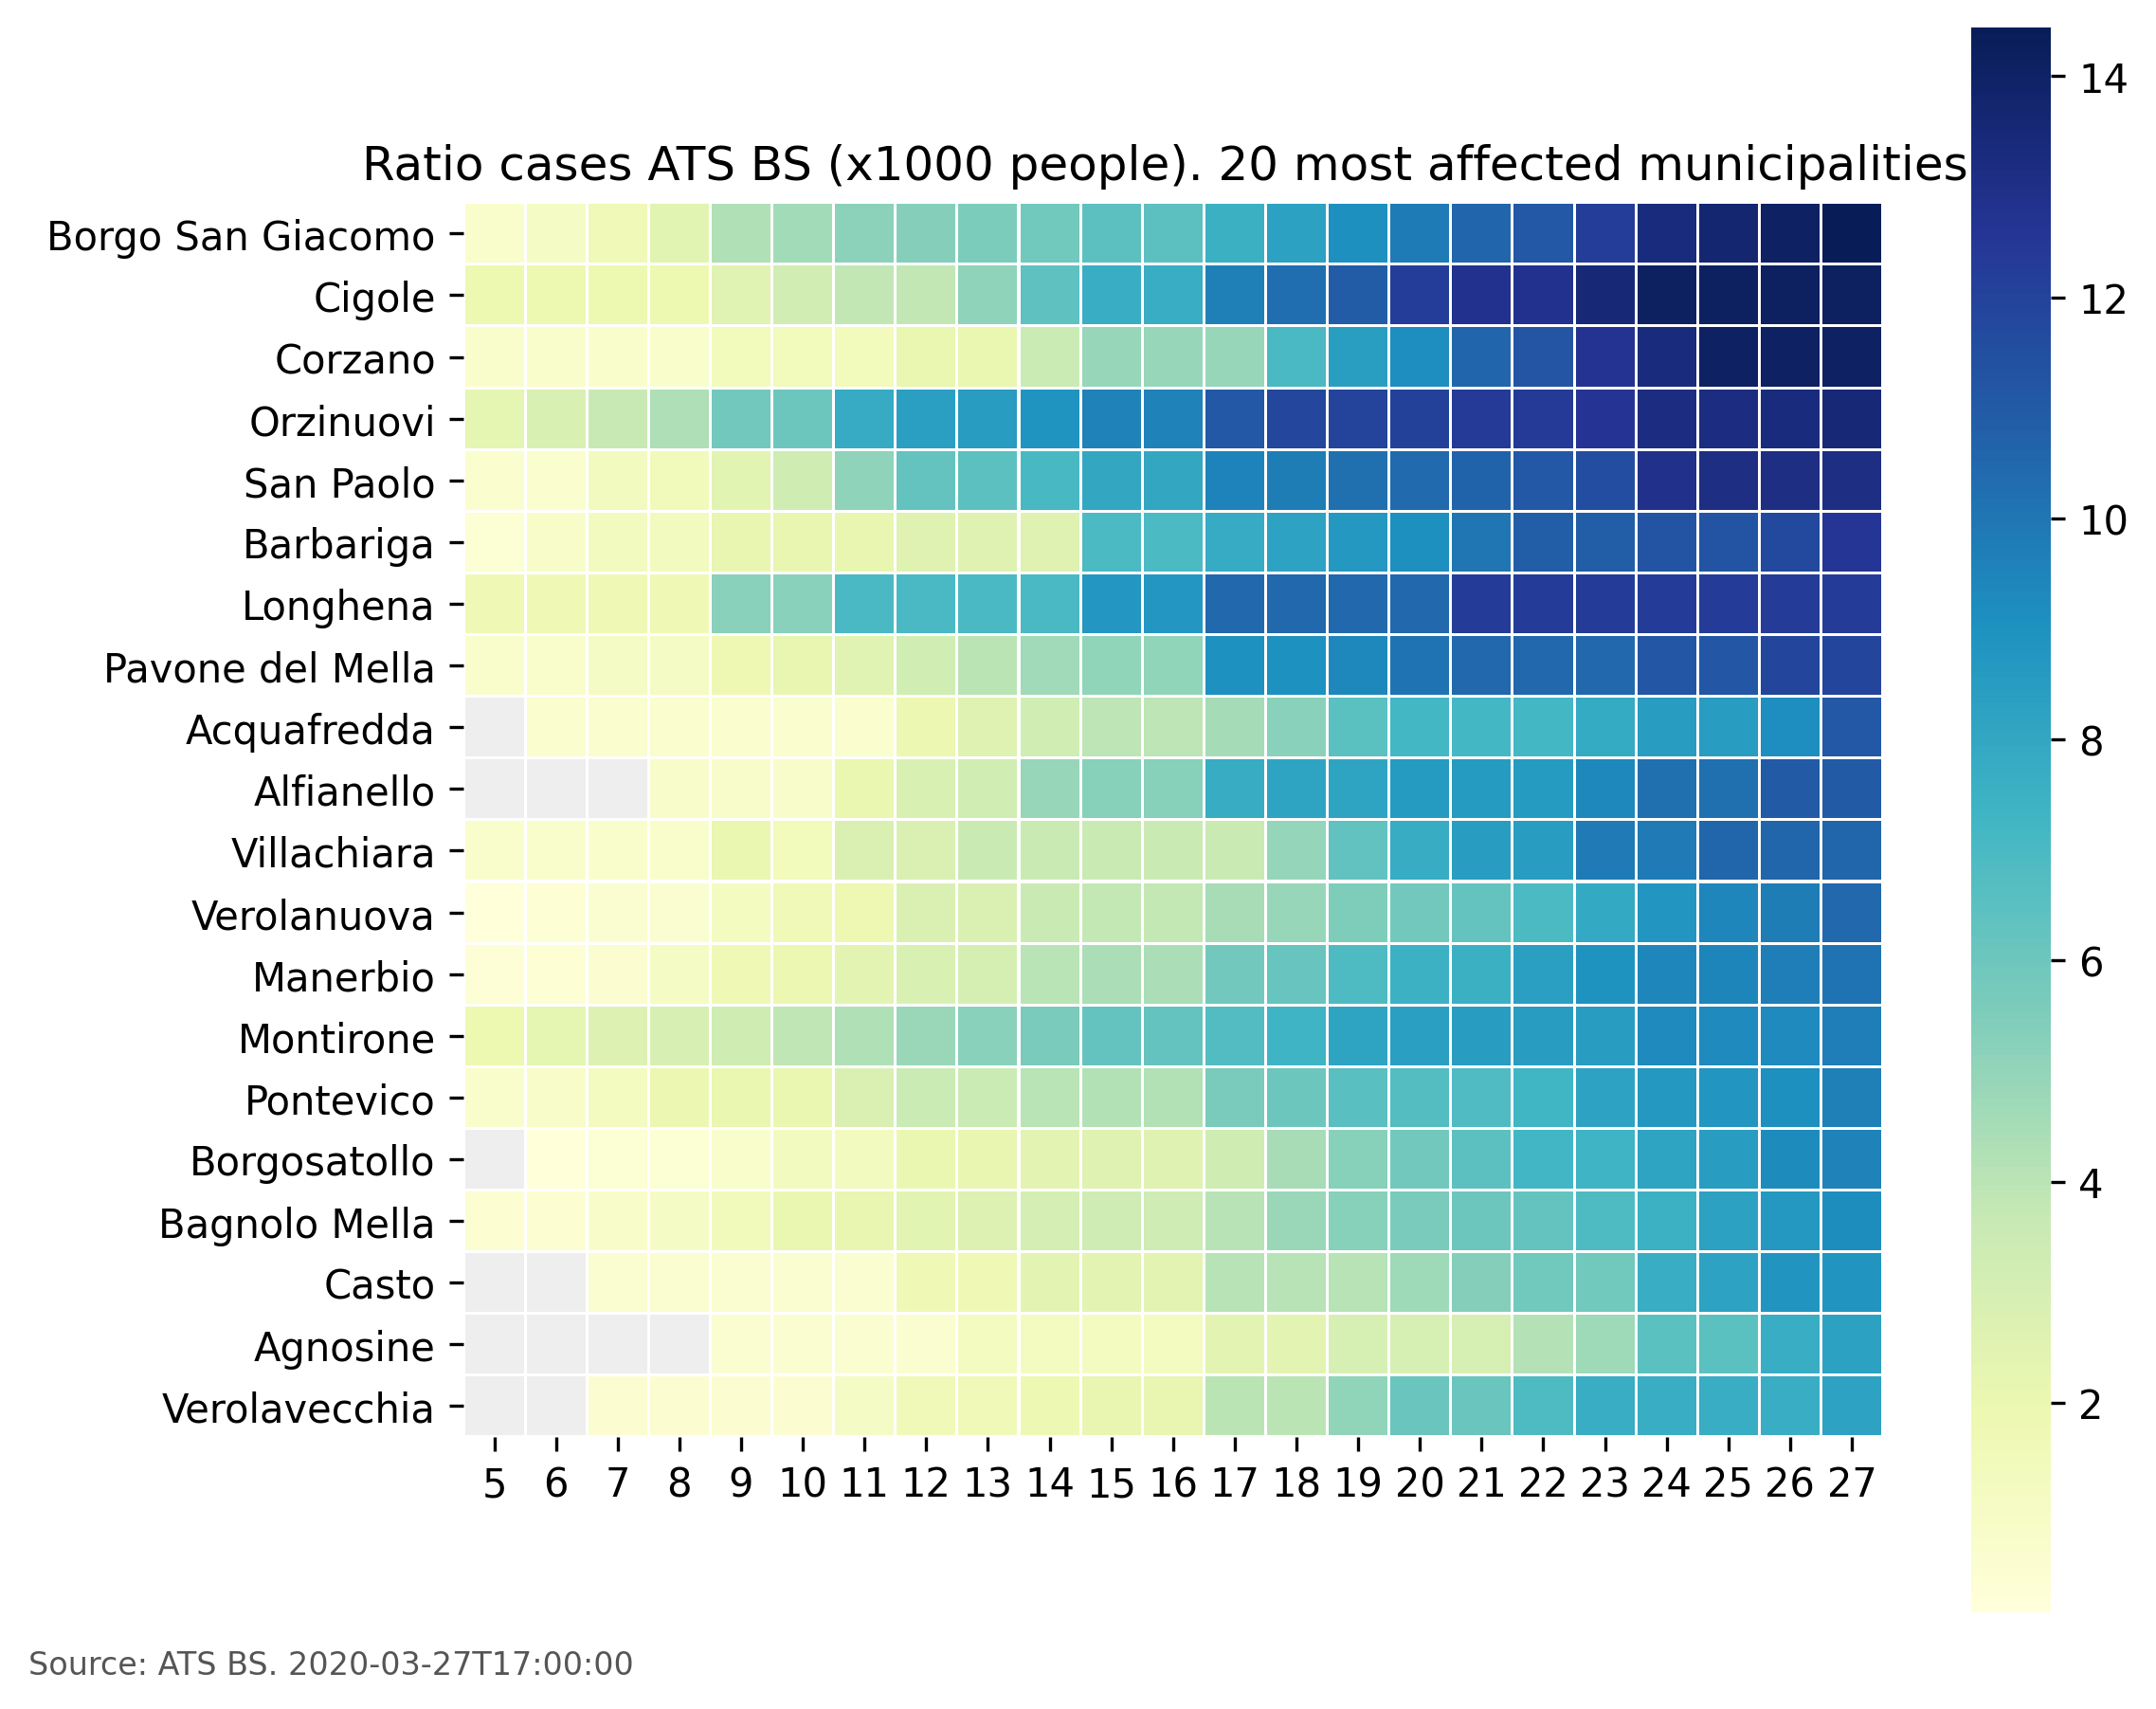 Ratio cases ATS BS (x1000 people). 20 most affected municipalities
Borgo San Giacomo
Cigole
Corzano
Orzinuovi
San Paolo
Barbariga
Longhena
Pavone del Mella
Acquafredda
Alfianello
Villachiara
Verolanuova
Manerbio
Montirone
Pontevico
Borgosatollo
Bagnolo Mella
Casto
Agnosine
Verolavecchia
5 6 7 8 9 10 11 12 13 14 15 16 17 18 19 20 21 22 23 24 25 26 27
14
12
10
8
6
4
2
Source: ATS BS. 2020-03-27T17:00:00